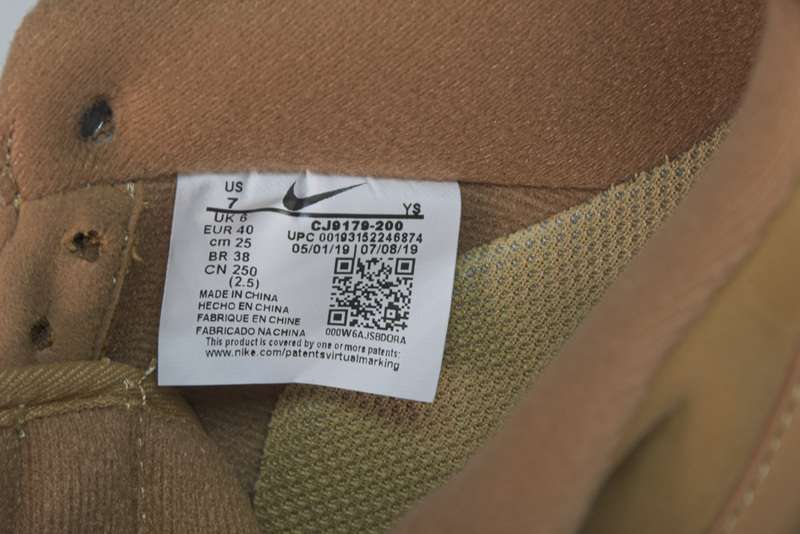 US
7 YS
UK 6
EUR 40
cm 25
BR 38
CN 250
(2.5)
CJ9179-200
UPC 00193152246874
05/01/19 07/08/19
MADE IN CHINA
HECHO EN CHINA
FABRIQUE EN CHINE
FABRICADO NA CHINA
000W6AJSBDORA
This product is covered by one or more patents:
www.nike.com/patentsvirtualmarking